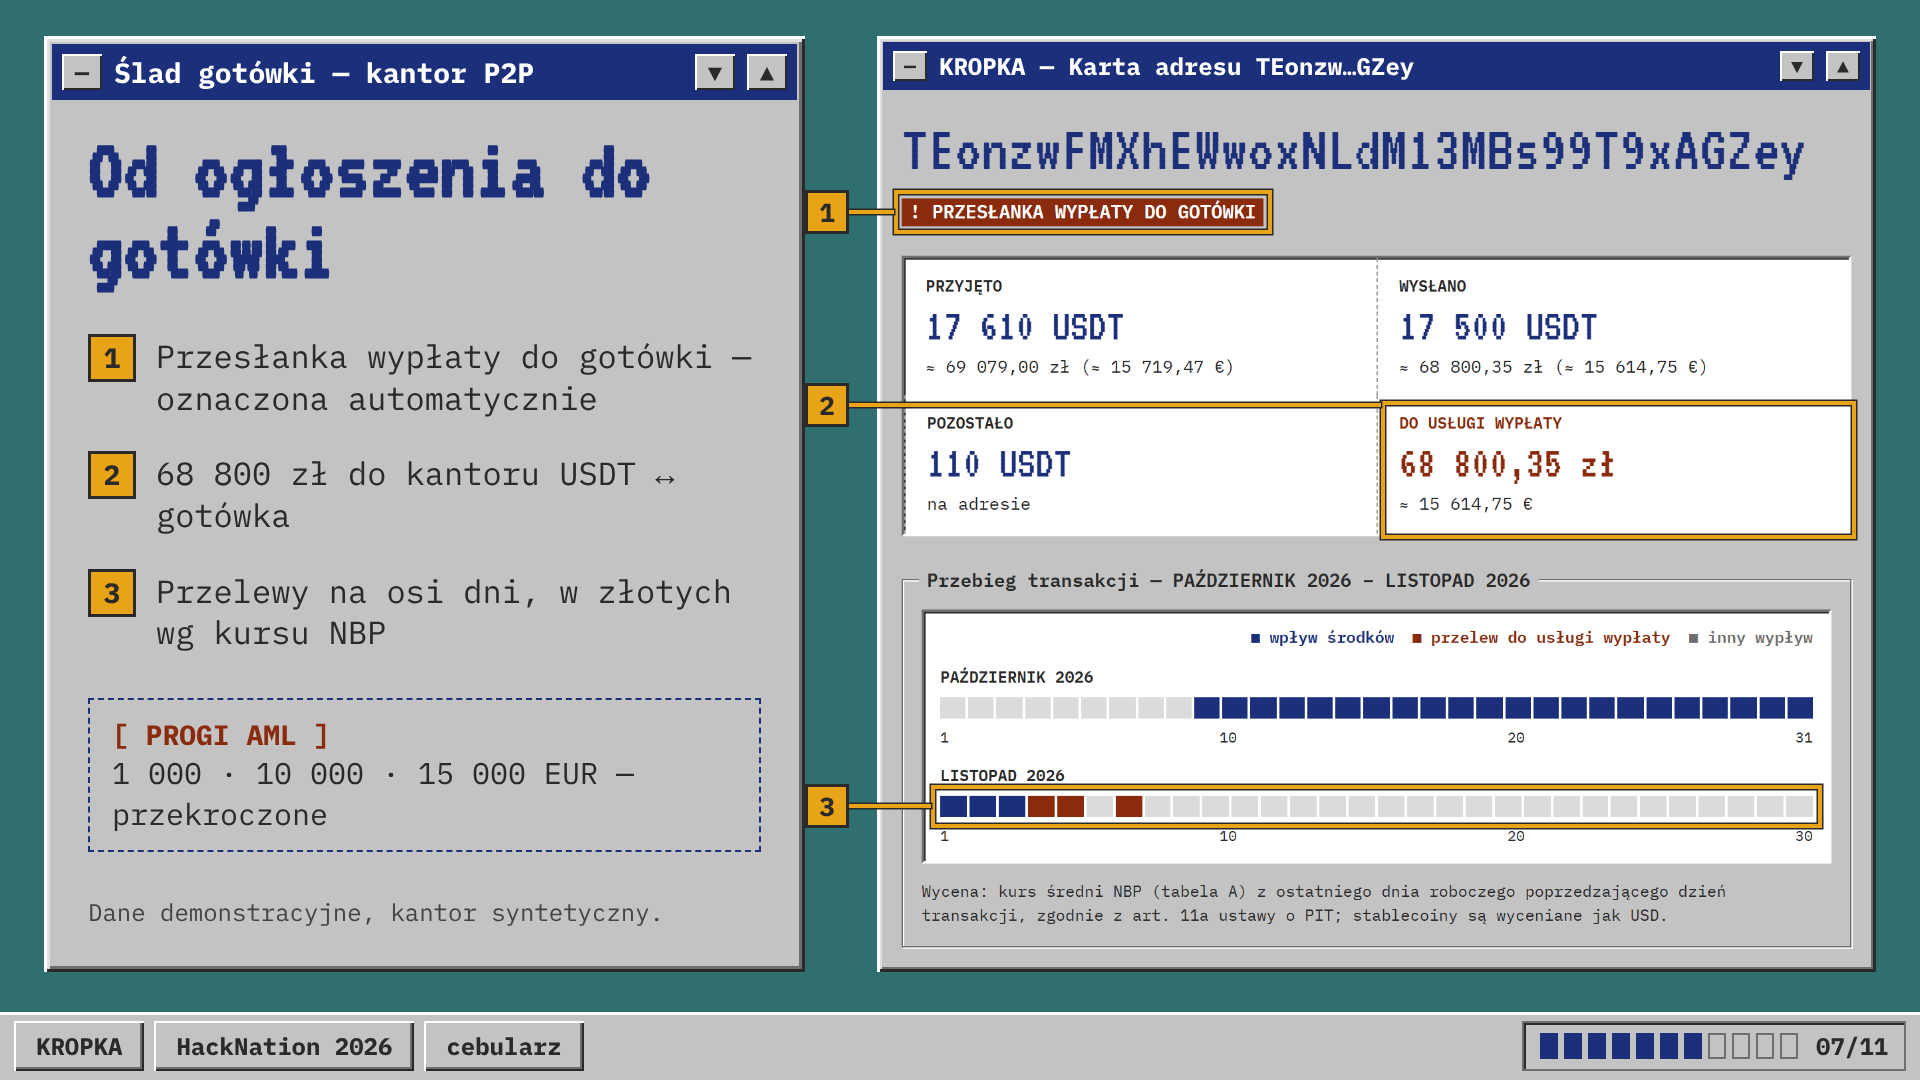 Ślad gotówki — kantor P2P
Od ogłoszenia do
gotówki
1 Przesłanka wypłaty do gotówki —
oznaczona automatycznie
2 68 800 zł do kantoru USDT ↔
gotówka
3 Przelewy na osi dni, w złotych
wg kursu NBP
[ PROGI AML ]
1 000 · 10 000 · 15 000 EUR —
przekroczone
Dane demonstracyjne, kantor syntetyczny.
KROPKA — Karta adresu TEonzw…GZey
TEonzwFMXhEWwoxNLdM13MBs99T9xAGZey
1 ! PRZESŁANKA WYPŁATY DO GOTÓWKI
PRZYJĘTO
17 610 USDT
≈ 69 079,00 zł (≈ 15 719,47 €)
WYSŁANO
17 500 USDT
≈ 68 800,35 zł (≈ 15 614,75 €)
2
POZOSTAŁO
110 USDT
na adresie
DO USŁUGI WYPŁATY
68 800,35 zł
≈ 15 614,75 €
Przebieg transakcji — PAŹDZIERNIK 2026 – LISTOPAD 2026
■ wpływ środków ■ przelew do usługi wypłaty ■ inny wypływ
PAŹDZIERNIK 2026
1 10 20 31
LISTOPAD 2026
3
1 10 20 30
Wycena: kurs średni NBP (tabela A) z ostatniego dnia roboczego poprzedzającego dzień
transakcji, zgodnie z art. 11a ustawy o PIT; stablecoiny są wyceniane jak USD.
KROPKA HackNation 2026 cebularz 07/11